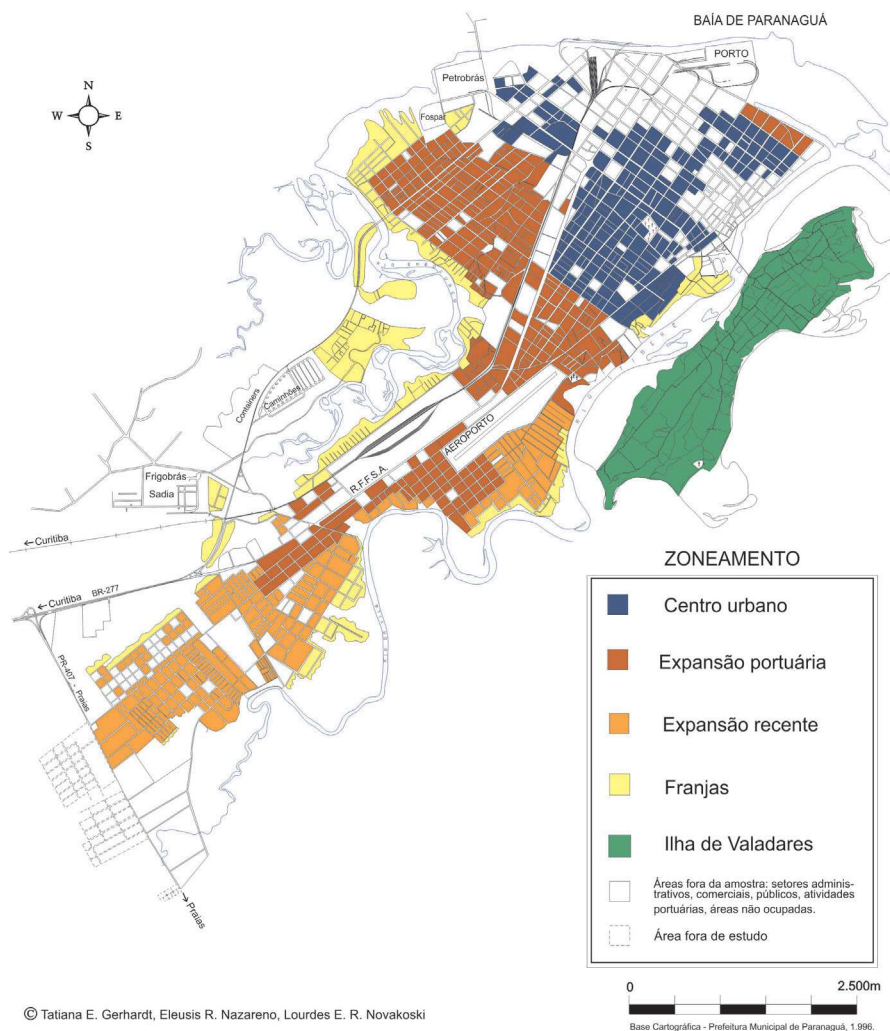 BAÍA DE PARANAGUÁ
PORTO
Petrobrás
Fospar
N
W
E
S
Containers
Caminhões
AEROPORTO
R.F.F.S.A.
Frigobrás
Sadia
← Curitiba
← Curitiba
BR-277
PR-407 - Praias
→ Praias
ZONEAMENTO
Centro urbano
Expansão portuária
Expansão recente
Franjas
Ilha de Valadares
Áreas fora da amostra: setores adminis-
trativos, comerciais, públicos, atividades
portuárias, áreas não ocupadas.
Área fora de estudo
0
2.500m
Base Cartográfica - Prefeitura Municipal de Paranaguá, 1.996.
© Tatiana E. Gerhardt, Eleusis R. Nazareno, Lourdes E. R. Novakoski